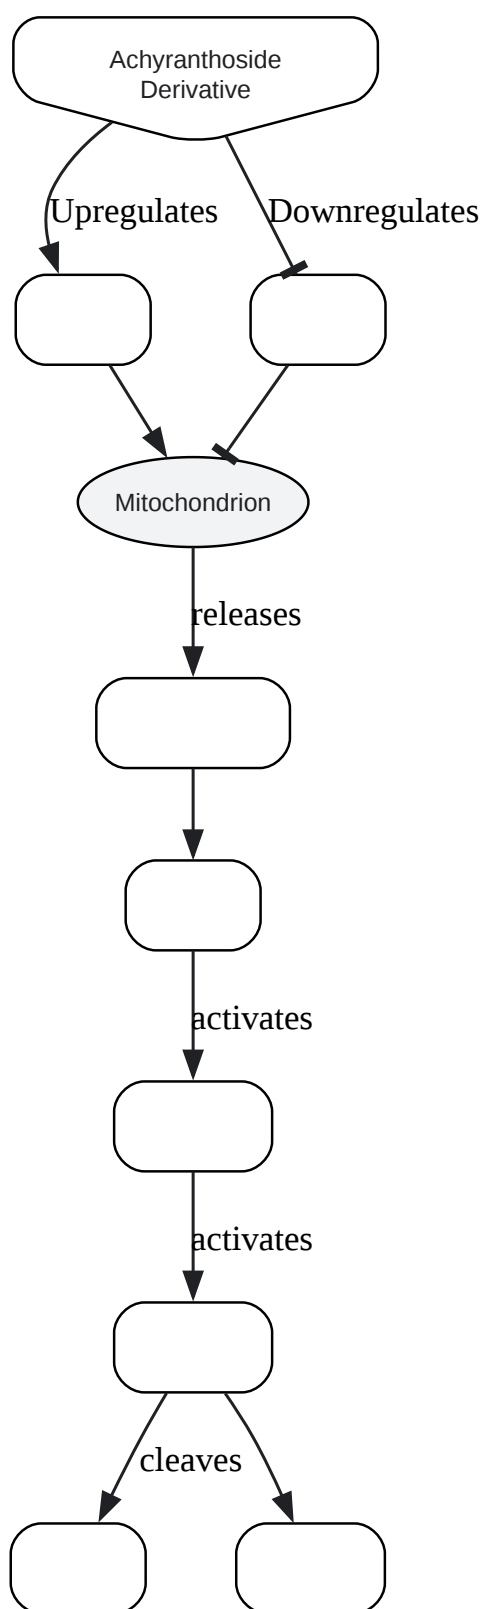 Achyranthoside
Derivative
Upregulates
Downregulates
Mitochondrion
releases
activates
activates
cleaves